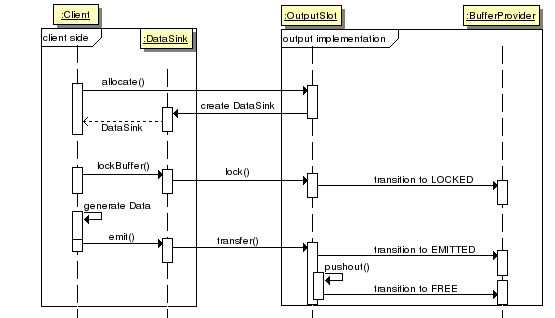 :Client
:OutputSlot
:BufferProvider
client side
:DataSink
output implementation
allocate()
create DataSink
DataSink
lockBuffer()
lock()
transition to LOCKED
generate Data
emit()
transfer()
transition to EMITTED
pushout()
transition to FREE